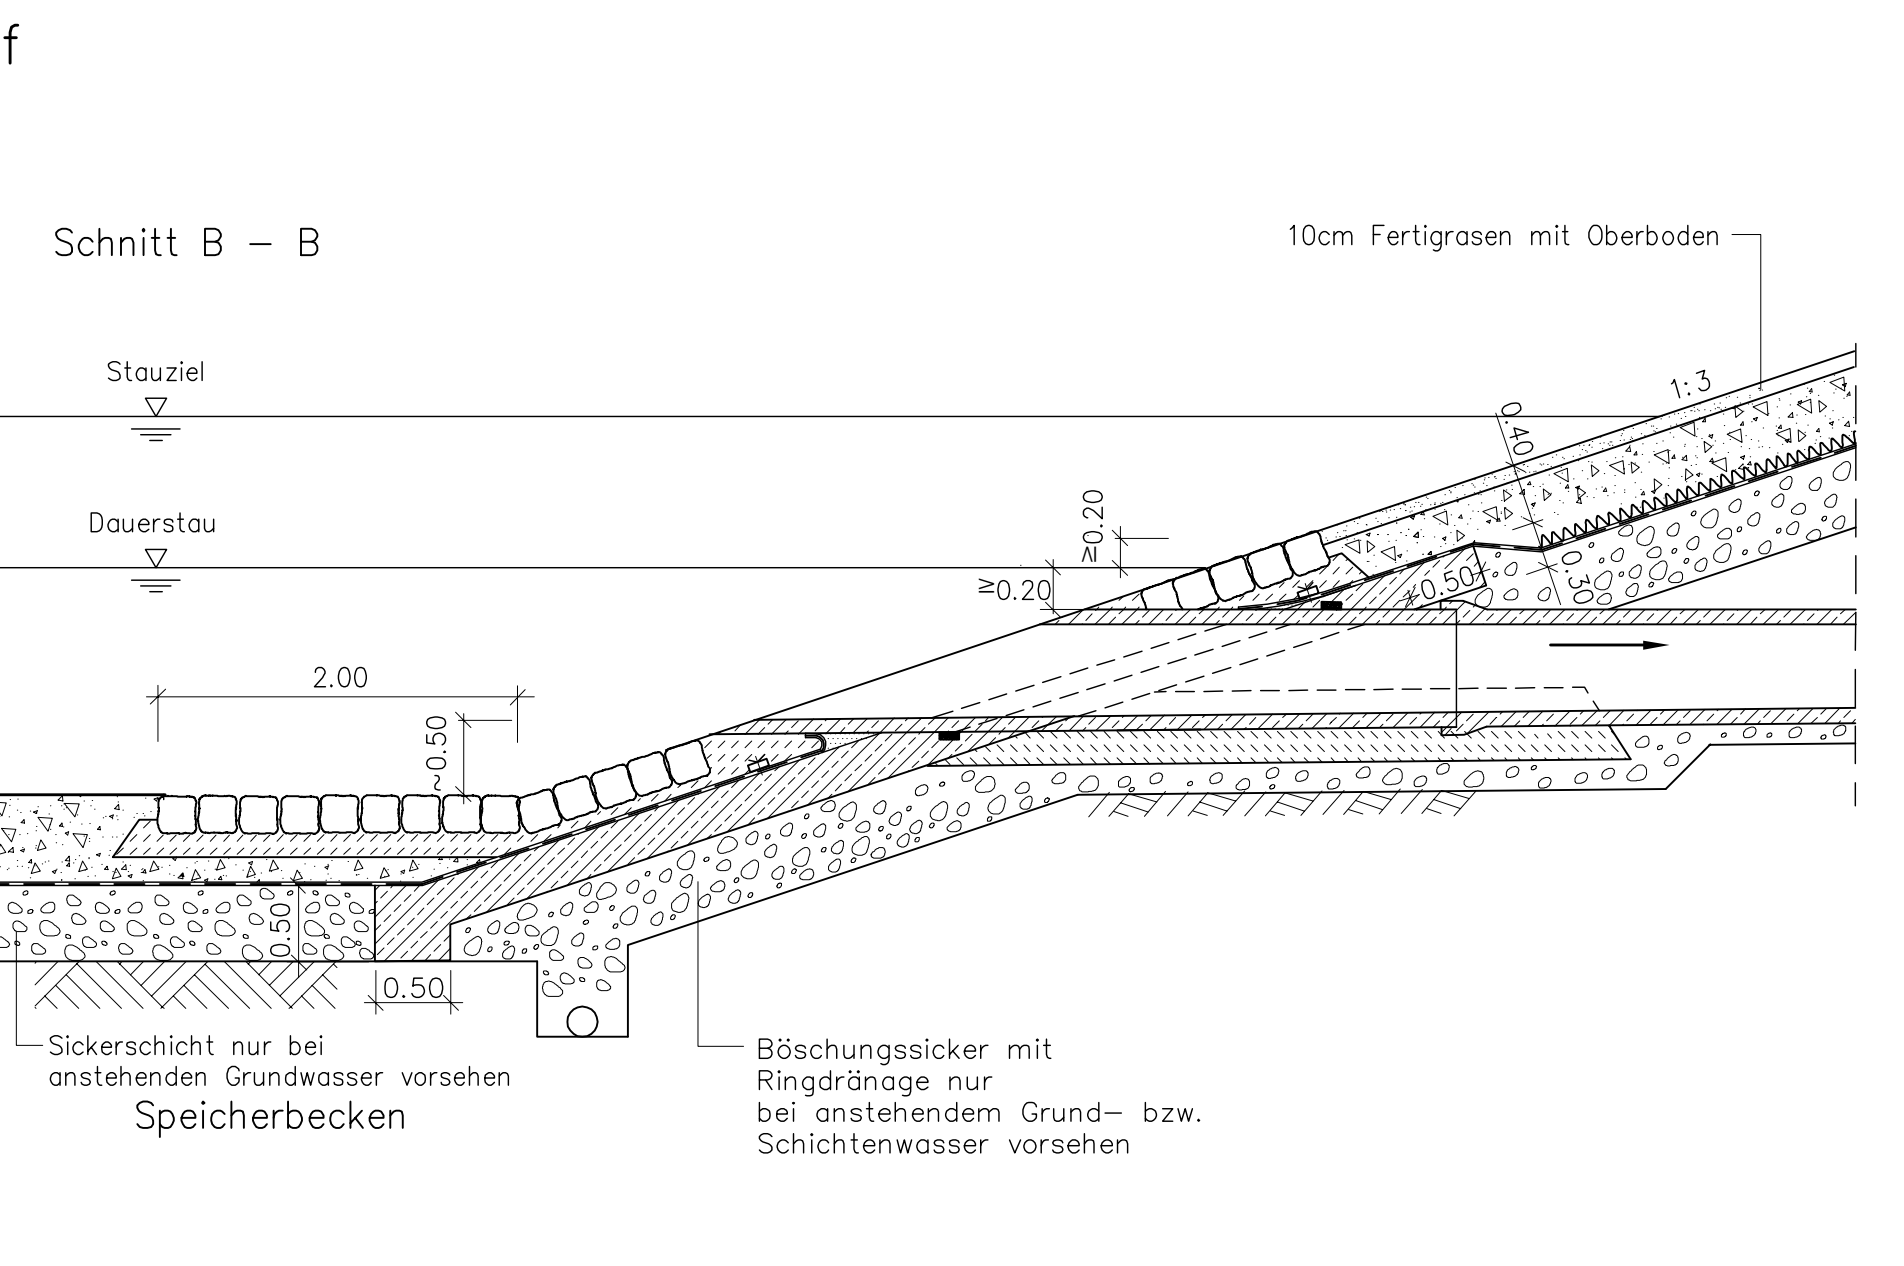 f
Schnitt B – B
10cm Fertigrasen mit Oberboden
Stauziel
1:3
0.40
Dauerstau
≥0.20
≥0.20
0.50
0.30
2.00
~0.50
0.50
0.50
Sickerschicht nur bei
anstehenden Grundwasser vorsehen
Speicherbecken
Böschungssicker mit
Ringdränage nur
bei anstehendem Grund– bzw.
Schichtenwasser vorsehen